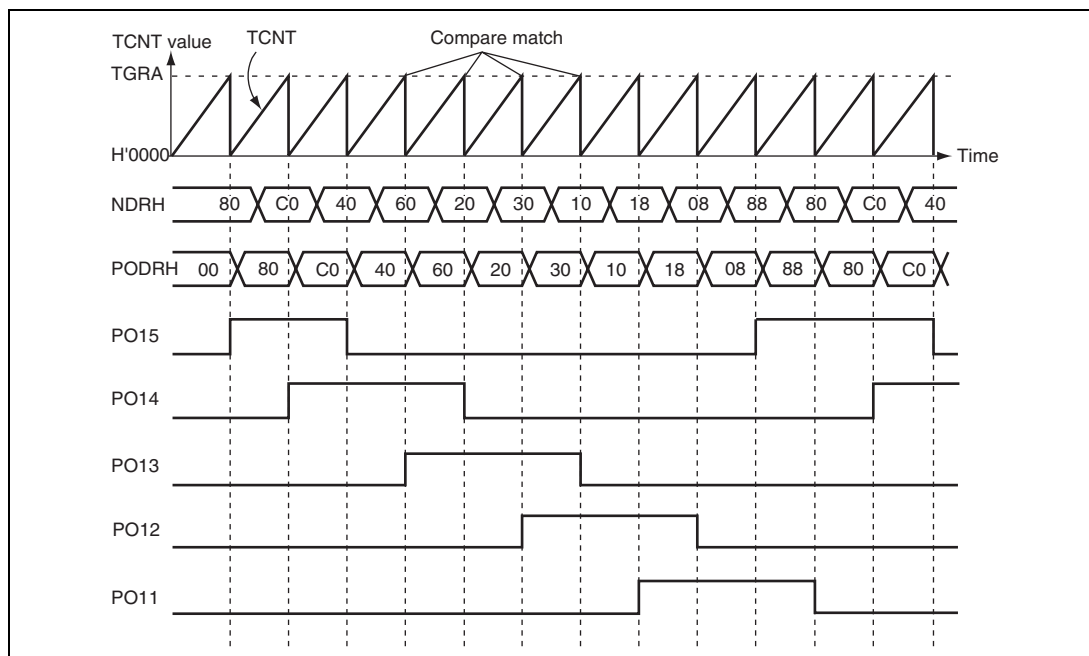 TCNT value
TCNT
Compare match
TGRA
H'0000
Time
NDRH 80 C0 40 60 20 30 10 18 08 88 80 C0 40
PODRH 00 80 C0 40 60 20 30 10 18 08 88 80 C0
PO15
PO14
PO13
PO12
PO11